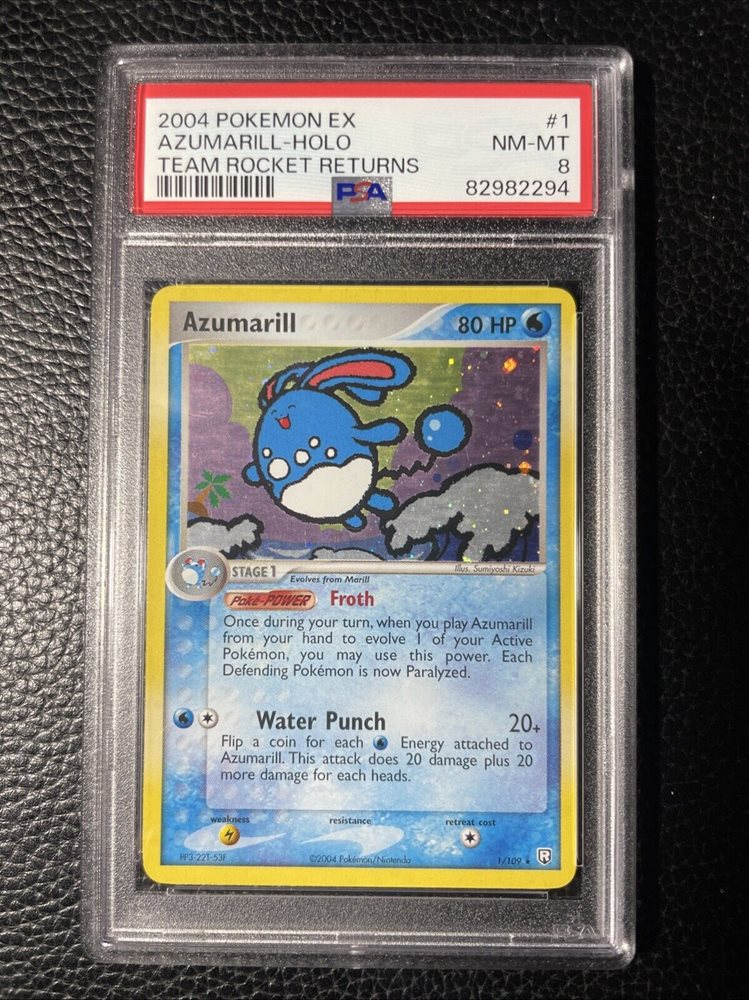 2004 POKEMON EX #1
AZUMARILL-HOLO NM-MT
TEAM ROCKET RETURNS 8
PSA 82982294
Azumarill 80 HP
Illus. Sumiyoshi Kizuki
STAGE 1
Evolves from Marill
Poké-POWER Froth
Once during your turn, when you play Azumarill
from your hand to evolve 1 of your Active
Pokémon, you may use this power. Each
Defending Pokémon is now Paralyzed.
Water Punch 20+
Flip a coin for each Energy attached to
Azumarill. This attack does 20 damage plus 20
more damage for each heads.
weakness resistance retreat cost
PP3-22T-53F ©2004 Pokémon/Nintendo 1/109 ★ R
PSA